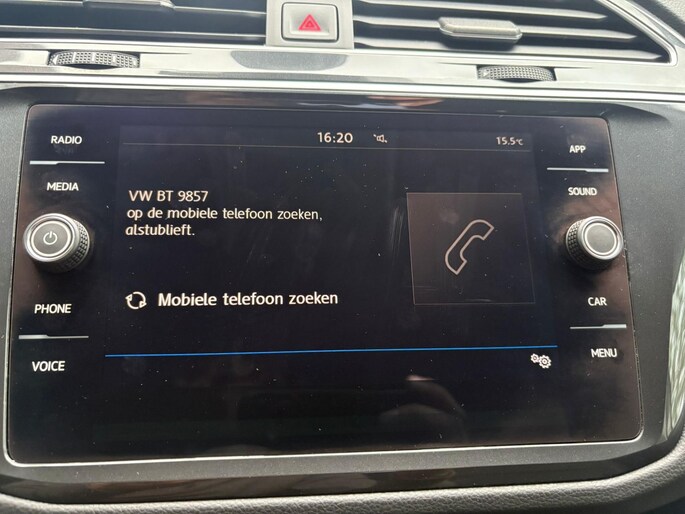 16:20
15.5°C
RADIO
MEDIA
PHONE
VOICE
VW BT 9857
op de mobiele telefoon zoeken,
alstublieft.
Mobiele telefoon zoeken
APP
SOUND
CAR
MENU